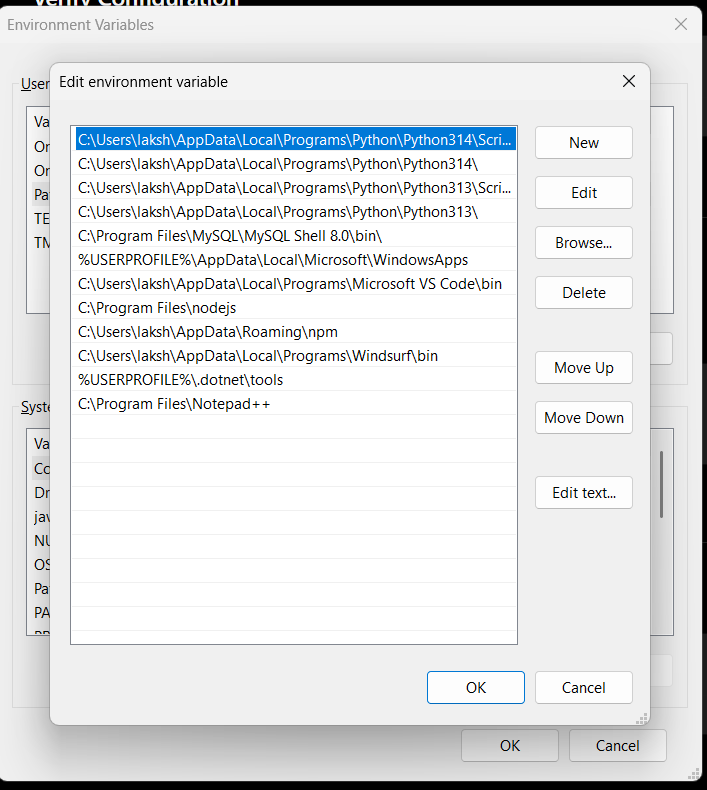 Verify Configuration
Environment Variables
User
Edit environment variable
Va
On
On
Pa
TE
TM
C:\Users\laksh\AppData\Local\Programs\Python\Python314\Scri...
C:\Users\laksh\AppData\Local\Programs\Python\Python314\
C:\Users\laksh\AppData\Local\Programs\Python\Python313\Scri...
C:\Users\laksh\AppData\Local\Programs\Python\Python313\
C:\Program Files\MySQL\MySQL Shell 8.0\bin\
%USERPROFILE%\AppData\Local\Microsoft\WindowsApps
C:\Users\laksh\AppData\Local\Programs\Microsoft VS Code\bin
C:\Program Files\nodejs
C:\Users\laksh\AppData\Roaming\npm
C:\Users\laksh\AppData\Local\Programs\Windsurf\bin
%USERPROFILE%\.dotnet\tools
C:\Program Files\Notepad++
New
Edit
Browse...
Delete
Move Up
Move Down
Edit text...
Syste
Va
Co
Dr
jav
NU
OS
Pa
PA
OK
Cancel
OK
Cancel